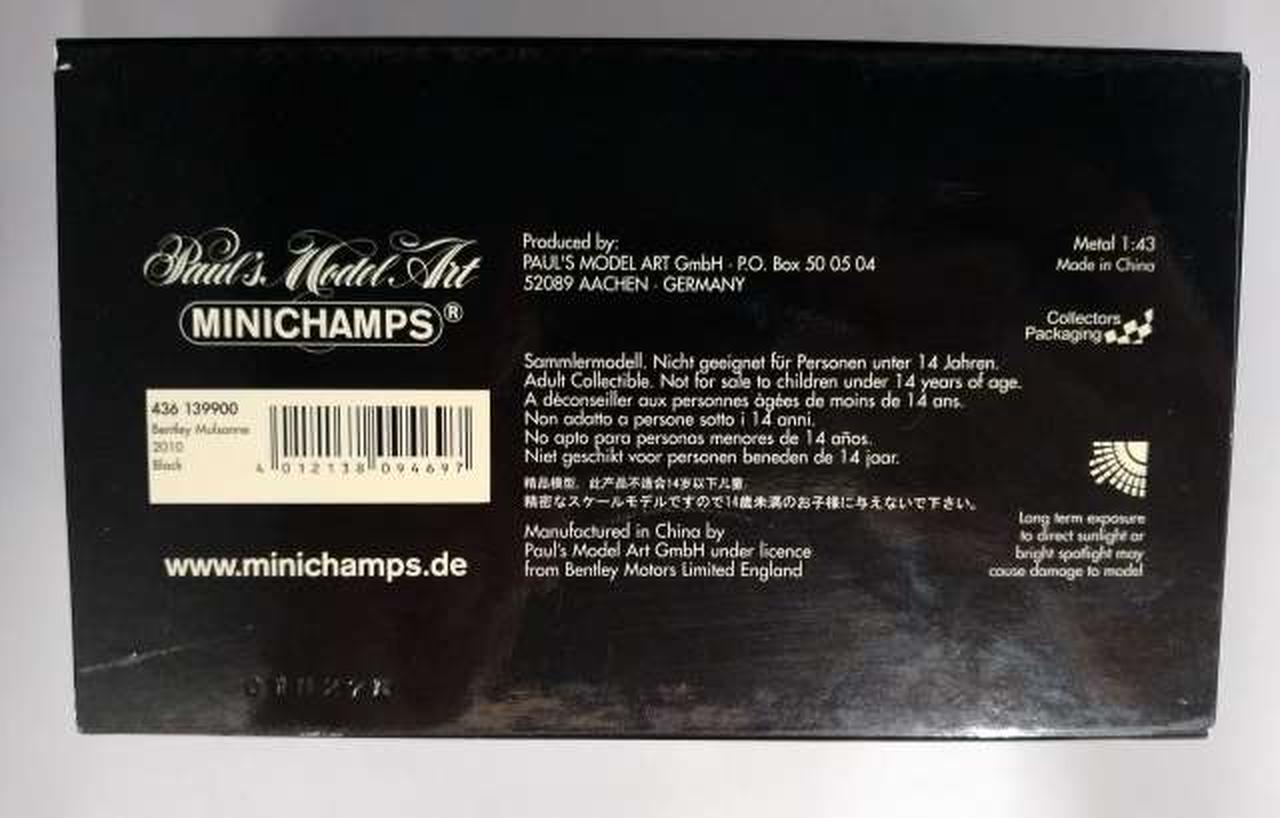 Paul's Model Art
MINICHAMPS®
436 139900
Bentley Mulsanne
2010
Black
4 012138 094697
www.minichamps.de
Produced by:
PAUL'S MODEL ART GmbH · P.O. Box 50 05 04
52089 AACHEN · GERMANY
Sammlermodell. Nicht geeignet für Personen unter 14 Jahren.
Adult Collectible. Not for sale to children under 14 years of age.
A déconseiller aux personnes âgées de moins de 14 ans.
Non adatto a persone sotto i 14 anni.
No apto para personas menores de 14 años.
Niet geschikt voor personen beneden de 14 jaar.
精品模型，此产品不适合14岁以下儿童
精密なスケールモデルですので14歳未満のお子様に与えないで下さい。
Manufactured in China by
Paul's Model Art GmbH under licence
from Bentley Motors Limited England
Metal 1:43
Made in China
Collectors
Packaging
Long term exposure
to direct sunlight or
bright spotlight may
cause damage to model